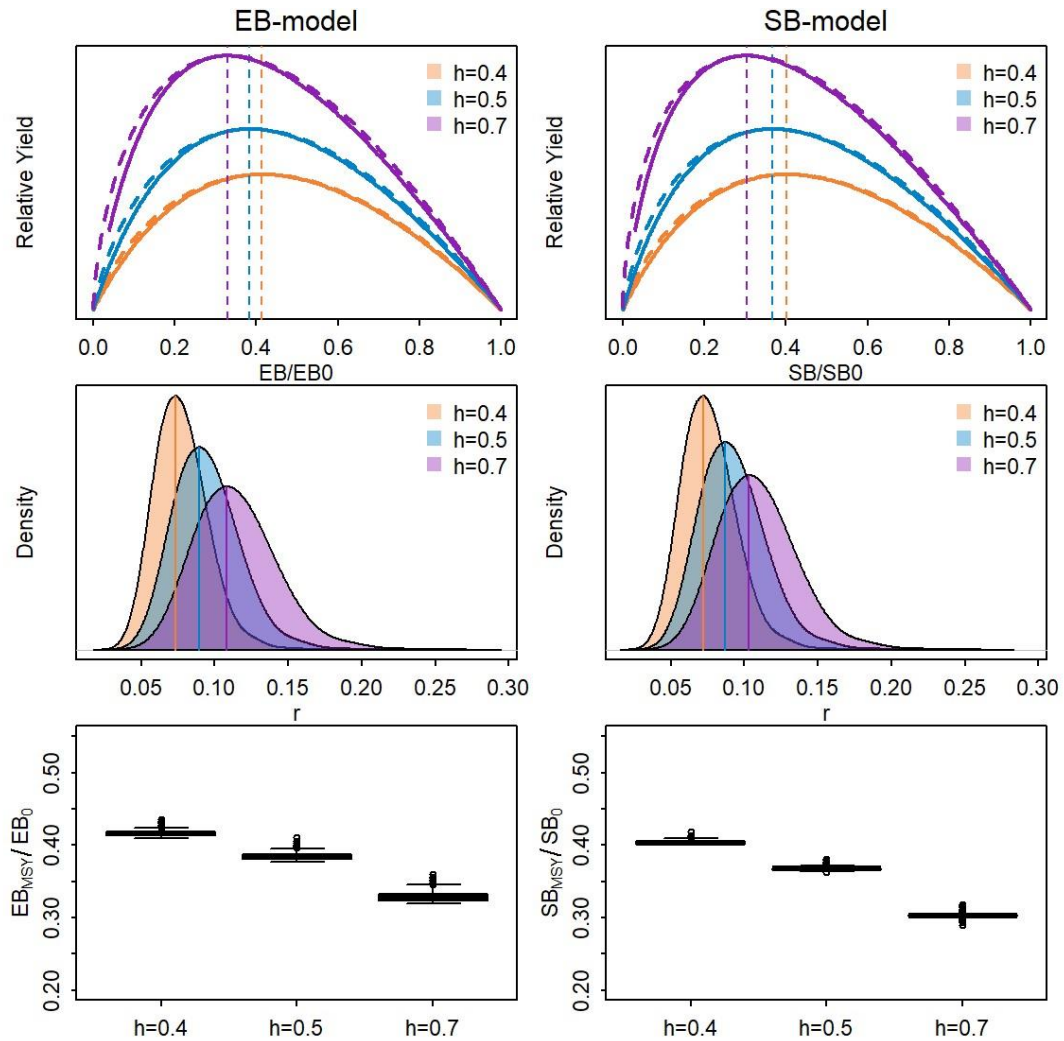 EB-model
Relative Yield
h=0.4
h=0.5
h=0.7
0.0 0.2 0.4 0.6 0.8 1.0
EB/EB0
SB-model
Relative Yield
h=0.4
h=0.5
h=0.7
0.0 0.2 0.4 0.6 0.8 1.0
SB/SB0
Density
h=0.4
h=0.5
h=0.7
0.05 0.10 0.15 0.20 0.25 0.30
r
Density
h=0.4
h=0.5
h=0.7
0.05 0.10 0.15 0.20 0.25 0.30
r
EBMSY/ EB0
0.50
0.40
0.30
0.20
h=0.4 h=0.5 h=0.7
SBMSY/ SB0
0.50
0.40
0.30
0.20
h=0.4 h=0.5 h=0.7